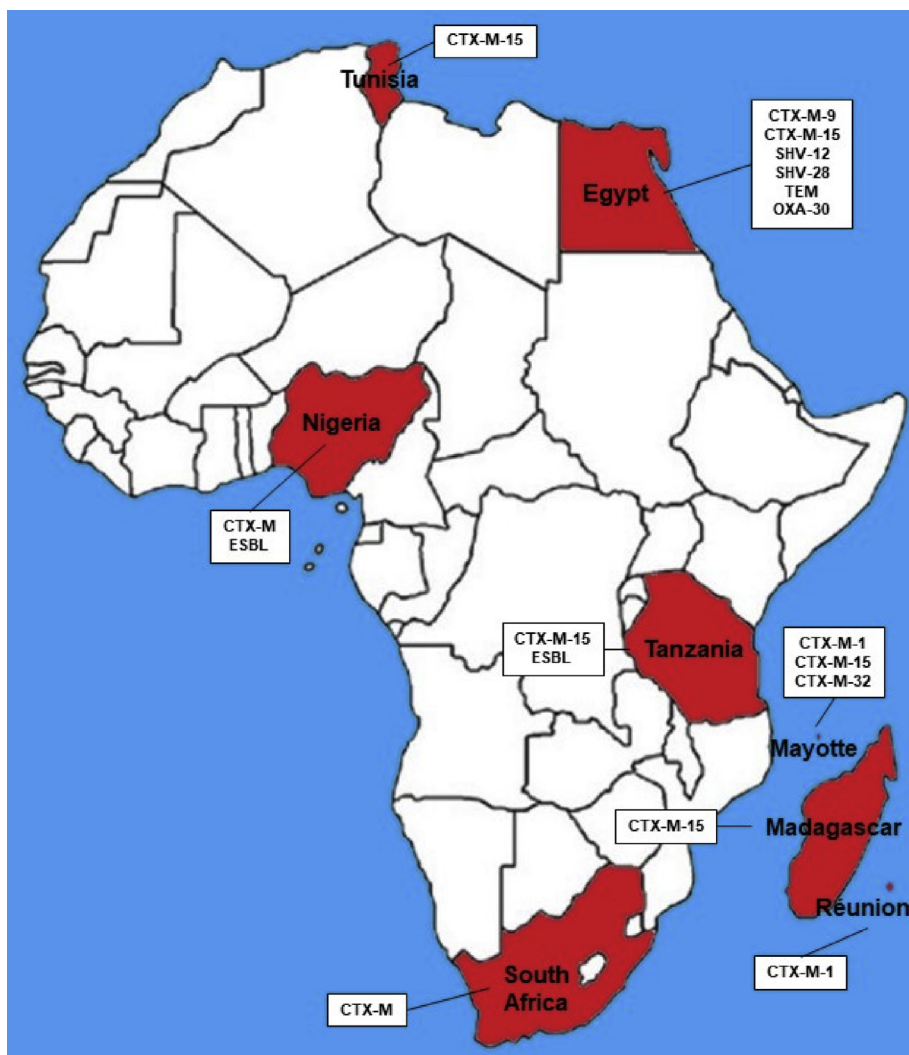 CTX-M-15
Tunisia
CTX-M-9
CTX-M-15
SHV-12
SHV-28
TEM
OXA-30
Egypt
Nigeria
CTX-M
ESBL
CTX-M-15
ESBL
Tanzania
CTX-M-1
CTX-M-15
CTX-M-32
Mayotte
CTX-M-15
Madagascar
Réunion
CTX-M-1
South
Africa
CTX-M